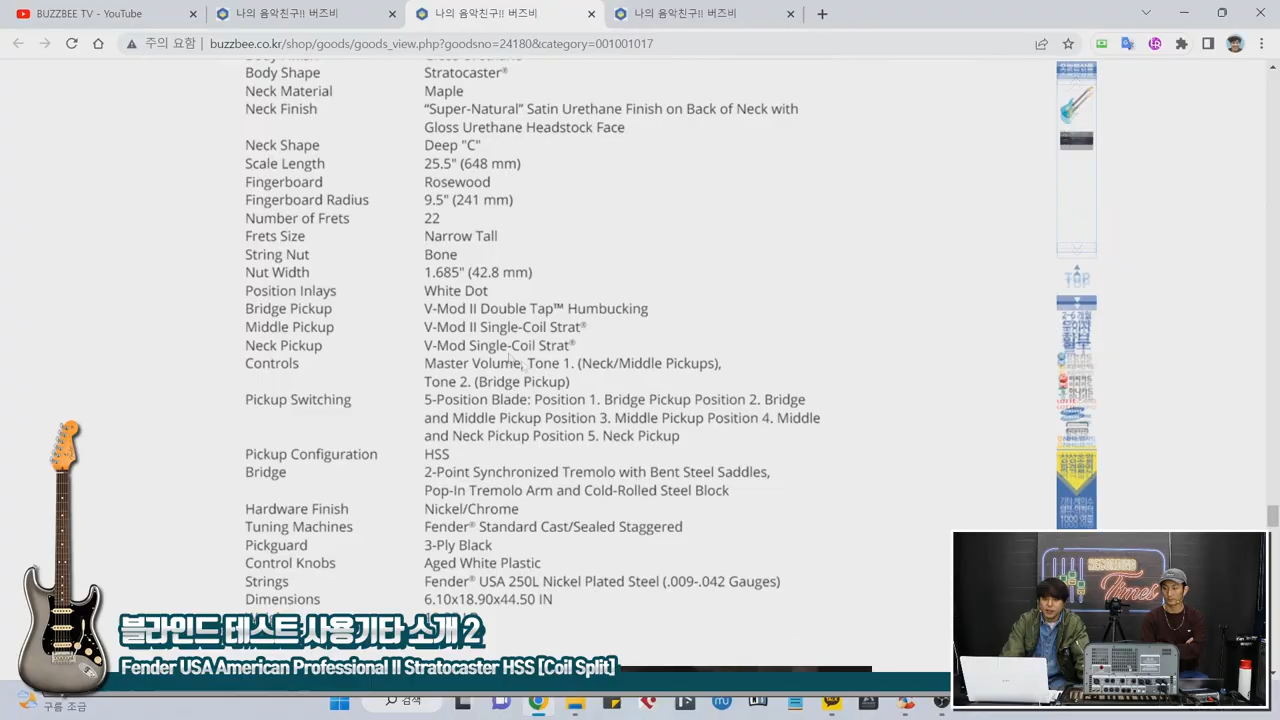 BUZZBEE TV - YouTube
나의 음악친구!! 버즈비
나의 음악친구!! 버즈비
나의 음악친구!! 버즈비
주의 요함
buzzbee.co.kr/shop/goods/goods_view.php?goodsno=24180&category=001001017
Body Shape Stratocaster®
Neck Material Maple
Neck Finish “Super-Natural” Satin Urethane Finish on Back of Neck with
Gloss Urethane Headstock Face
Neck Shape Deep "C"
Scale Length 25.5" (648 mm)
Fingerboard Rosewood
Fingerboard Radius 9.5" (241 mm)
Number of Frets 22
Frets Size Narrow Tall
String Nut Bone
Nut Width 1.685" (42.8 mm)
Position Inlays White Dot
Bridge Pickup V-Mod II Double Tap™ Humbucking
Middle Pickup V-Mod II Single-Coil Strat®
Neck Pickup V-Mod Single-Coil Strat®
Controls Master Volume, Tone 1. (Neck/Middle Pickups),
Tone 2. (Bridge Pickup)
Pickup Switching 5-Position Blade: Position 1. Bridge Pickup Position 2. Bridge
and Middle Pickup Position 3. Middle Pickup Position 4. Middle
and Neck Pickup Position 5. Neck Pickup
Pickup Configuration HSS
Bridge 2-Point Synchronized Tremolo with Bent Steel Saddles,
Pop-In Tremolo Arm and Cold-Rolled Steel Block
Hardware Finish Nickel/Chrome
Tuning Machines Fender® Standard Cast/Sealed Staggered
Pickguard 3-Ply Black
Control Knobs Aged White Plastic
Strings Fender® USA 250L Nickel Plated Steel (.009-.042 Gauges)
Dimensions 6.10x18.90x44.50 IN
TOP
블라인드 테스트 사용기타 소개 2
Fender USA American Professional II Stratocaster HSS [Coil Split]
구름 조금
Times